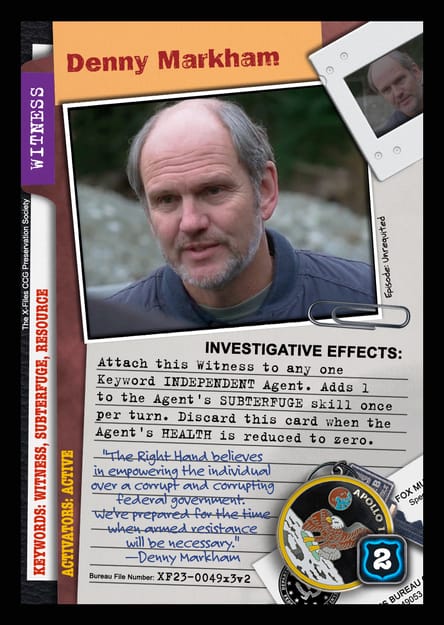 Denny Markham
WITNESS
The X-Files CCG Preservation Society
KEYWORDS: WITNESS, SUBTERFUGE, RESOURCE
ACTIVATORS: ACTIVE
Episode: Unrequited
INVESTIGATIVE EFFECTS:
Attach this Witness to any one
Keyword INDEPENDENT Agent. Adds 1
to the Agent's SUBTERFUGE skill once
per turn. Discard this card when the
Agent's HEALTH is reduced to zero.
"The Right Hand believes
in empowering the individual
over a corrupt and corrupting
federal government.
We're prepared for the time
when armed resistance
will be necessary."
-Denny Markham
APOLLO
FOX MU
Spe
2
S BUREAU
49053
Bureau File Number: XF23-0049x3v2